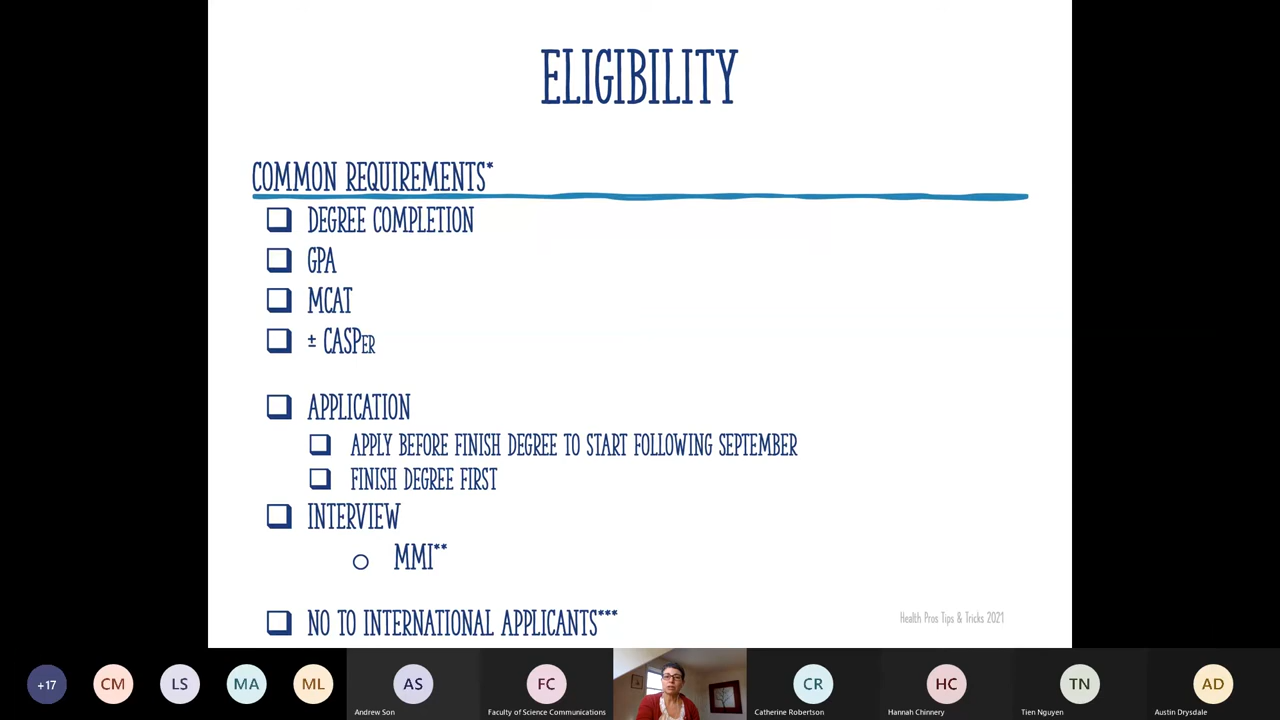 ELIGIBILITY
COMMON REQUIREMENTS*
DEGREE COMPLETION
GPA
MCAT
± CASPER
APPLICATION
APPLY BEFORE FINISH DEGREE TO START FOLLOWING SEPTEMBER
FINISH DEGREE FIRST
INTERVIEW
MMI**
NO TO INTERNATIONAL APPLICANTS***
Health Pros Tips & Tricks 2021
+17 CM LS MA ML AS FC CR HC TN AD
Andrew Son Faculty of Science Communications Catherine Robertson Hannah Chinnery Tien Nguyen Austin Drysdale